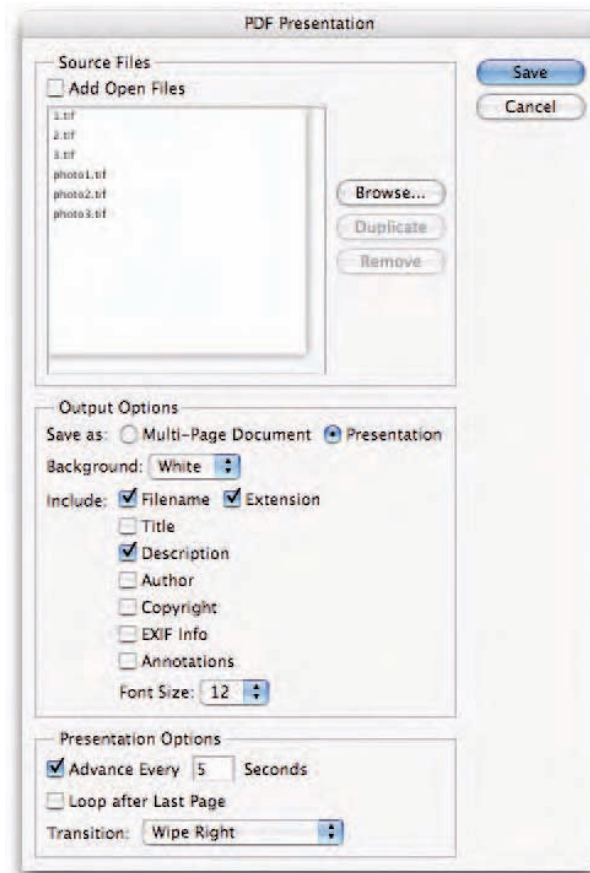 PDF Presentation
Source Files
Save
Add Open Files
Cancel
1.tif
2.tif
3.tif
photo1.tif
photo2.tif
photo3.tif
Browse...
Duplicate
Remove
Output Options
Save as: Multi-Page Document Presentation
Background: White
Include: Filename Extension
Title
Description
Author
Copyright
EXIF Info
Annotations
Font Size: 12
Presentation Options
Advance Every 5 Seconds
Loop after Last Page
Transition: Wipe Right